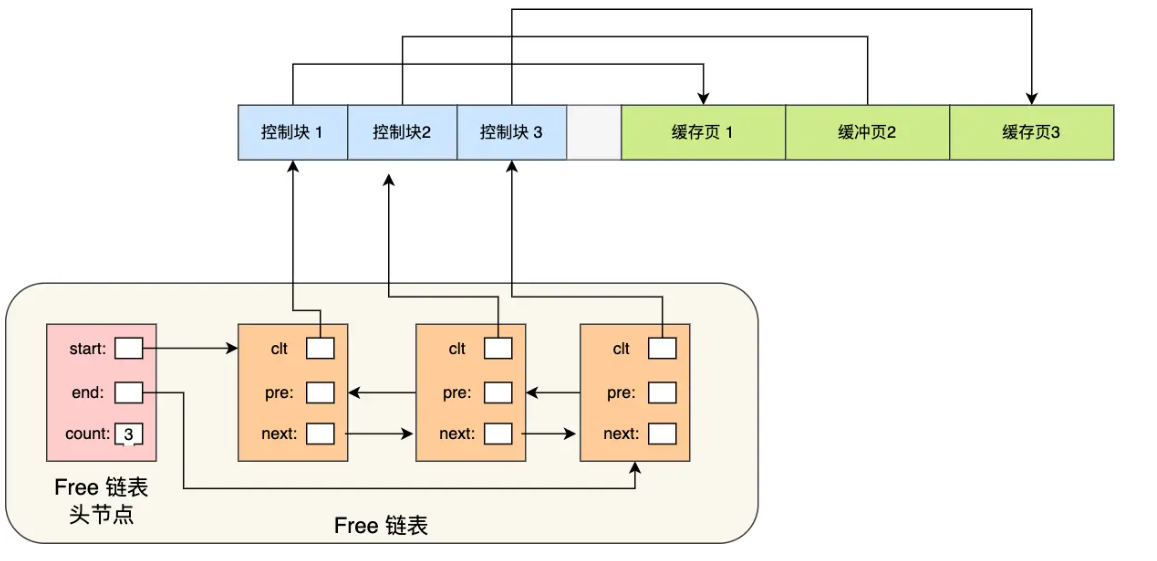 控制块 1
控制块2
控制块 3
缓存页 1
缓冲页2
缓存页3
start:
end:
count: 3
clt
pre:
next:
clt
pre:
next:
clt
pre:
next:
Free 链表
头节点
Free 链表